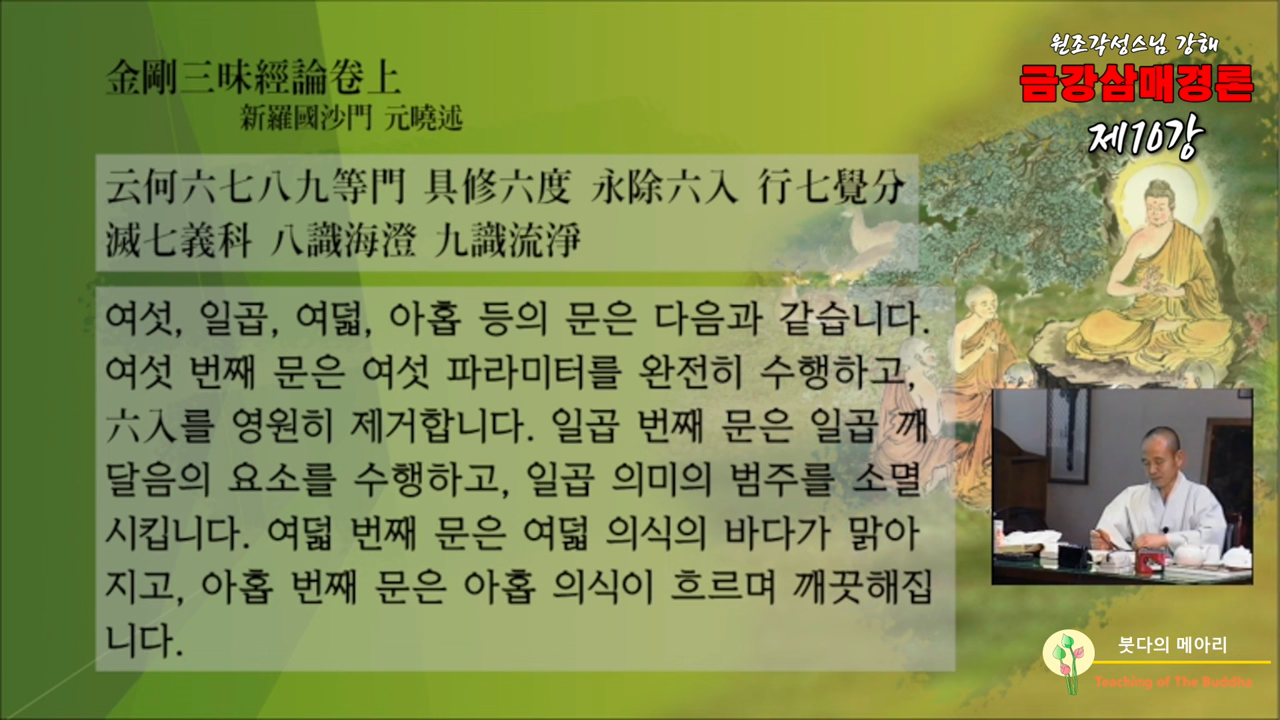 金剛三昧經論卷上
新羅國沙門 元曉述
云何六七八九等門 具修六度 永除六入 行七覺分
滅七義科 八識海澄 九識流淨
여섯, 일곱, 여덟, 아홉 등의 문은 다음과 같습니다.
여섯 번째 문은 여섯 파라미터를 완전히 수행하고,
六入를 영원히 제거합니다. 일곱 번째 문은 일곱 깨
달음의 요소를 수행하고, 일곱 의미의 범주를 소멸
시킵니다. 여덟 번째 문은 여덟 의식의 바다가 맑아
지고, 아홉 번째 문은 아홉 의식이 흐르며 깨끗해집
니다.
원조각성스님 강해
금강삼매경론
제10강
붓다의 메아리
Teaching of The Buddha